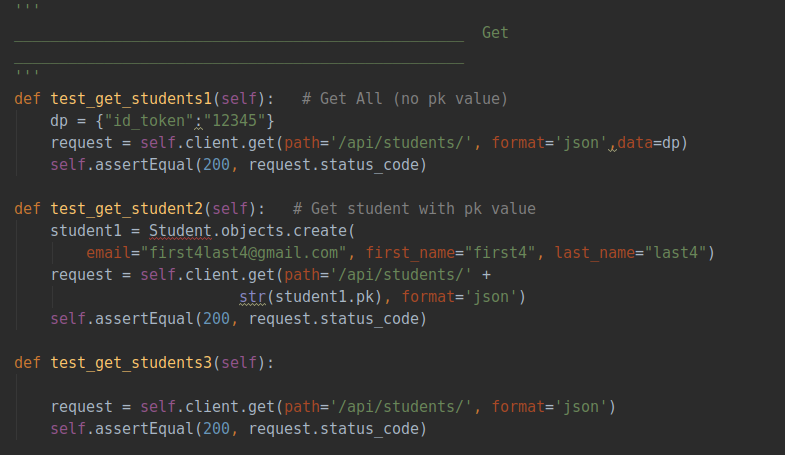 '''
__________________________________________________  Get
__________________________________________________
'''
def test_get_students1(self):   # Get All (no pk value)
    dp = {"id_token":"12345"}
    request = self.client.get(path='/api/students/', format='json',data=dp)
    self.assertEqual(200, request.status_code)
def test_get_student2(self):   # Get student with pk value
    student1 = Student.objects.create(
        email="first4last4@gmail.com", first_name="first4", last_name="last4")
    request = self.client.get(path='/api/students/' +
                         str(student1.pk), format='json')
    self.assertEqual(200, request.status_code)
def test_get_students3(self):
    request = self.client.get(path='/api/students/', format='json')
    self.assertEqual(200, request.status_code)